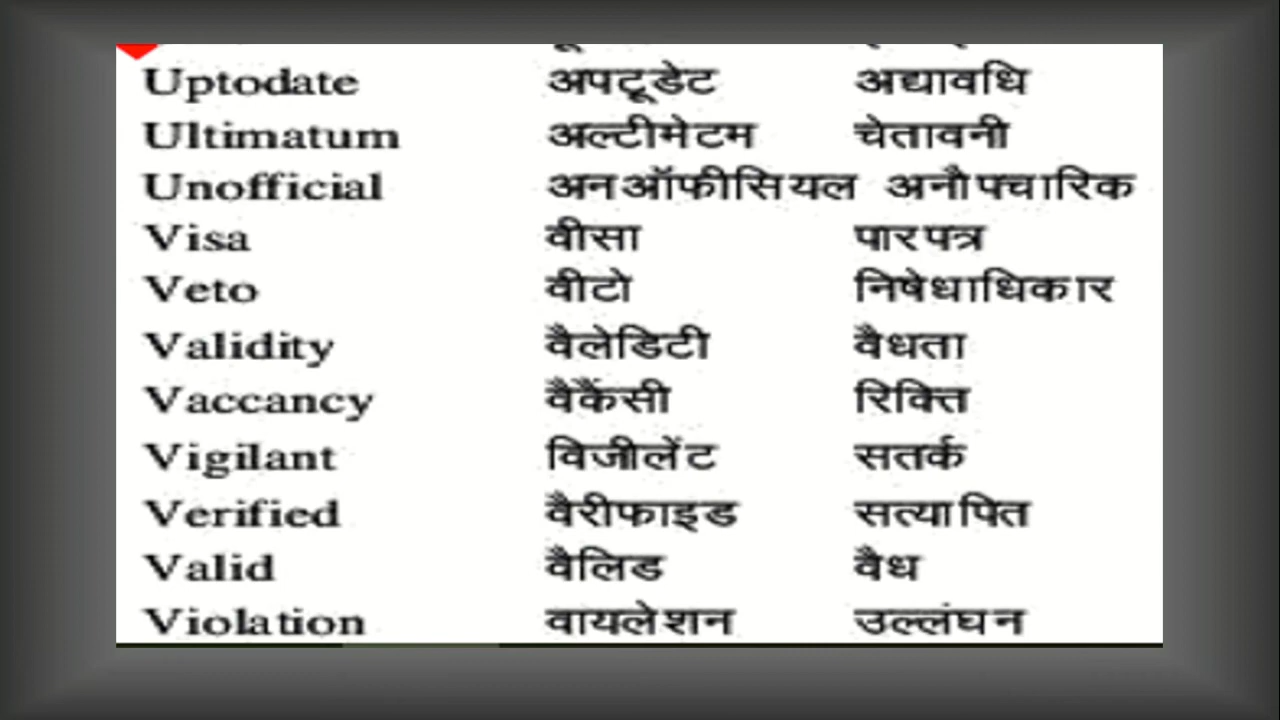 Uptodate अपटूडेट अद्यावधि
Ultimatum अल्टीमेटम चेतावनी
Unofficial अनऑफीसियल अनौपचारिक
Visa वीसा पारपत्र
Veto वीटो निषेधाधिकार
Validity वैलेडिटी वैधता
Vaccancy वैकैंसी रिक्ति
Vigilant विजीलेंट सतर्क
Verified वैरीफाइड सत्यापित
Valid वैलिड वैध
Violation वायलेशन उल्लंघन